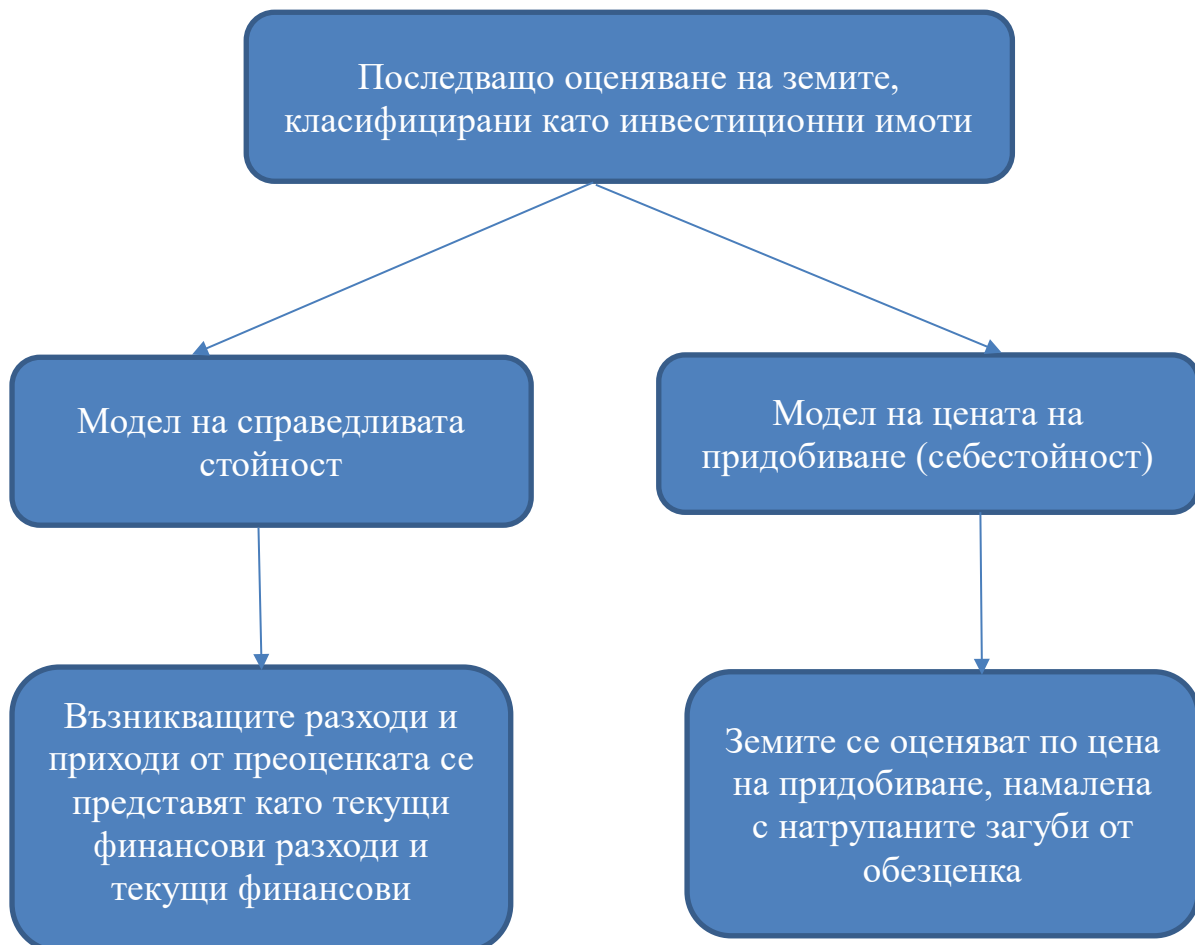 Последващо оценяване на земите,
класифицирани като инвестиционни имоти
Модел на справедливата
стойност
Модел на цената на
придобиване (себестойност)
Възникващите разходи и
приходи от преоценката се
представят като текущи
финансови разходи и
текущи финансови
Земите се оценяват по цена
на придобиване, намалена
с натрупаните загуби от
обезценка